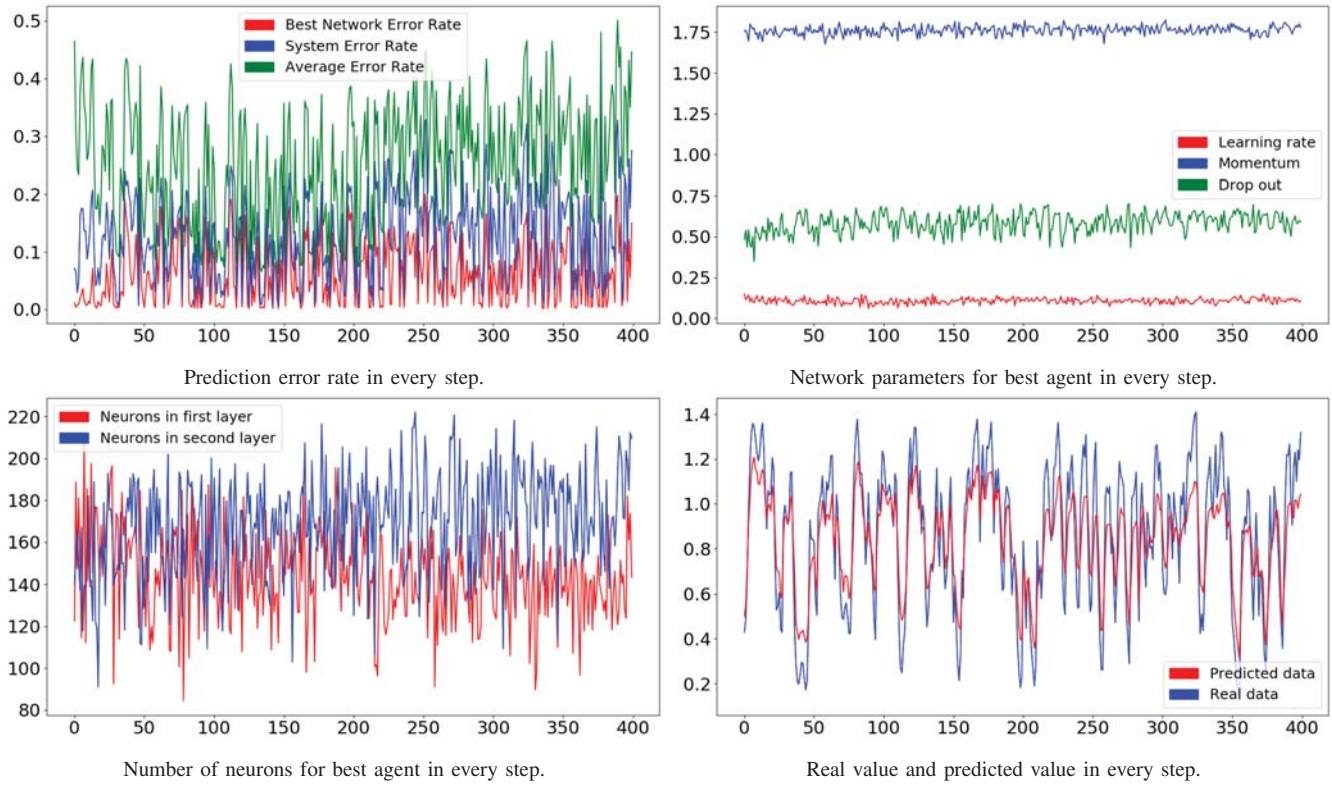 0.5
0.4
0.3
0.2
0.1
0.0
Best Network Error Rate
System Error Rate
Average Error Rate
0 50 100 150 200 250 300 350 400
Prediction error rate in every step.
1.75
1.50
1.25
1.00
0.75
0.50
0.25
0.00
Learning rate
Momentum
Drop out
0 50 100 150 200 250 300 350 400
Network parameters for best agent in every step.
220
200
180
160
140
120
100
80
Neurons in first layer
Neurons in second layer
0 50 100 150 200 250 300 350 400
Number of neurons for best agent in every step.
1.4
1.2
1.0
0.8
0.6
0.4
0.2
Predicted data
Real data
0 50 100 150 200 250 300 350 400
Real value and predicted value in every step.